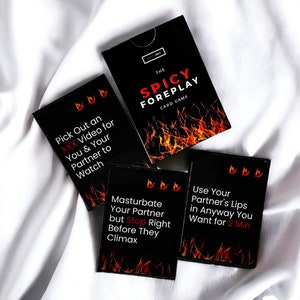 THE
SPICY
FOREPLAY
CARD GAME
Pick Out an
XXX Video for
You & Your
Partner to
Watch
Masturbate
Your Partner
but Stop Right
Before They
Climax
Use Your
Partner's Lips
in Anyway You
Want for 2 Min